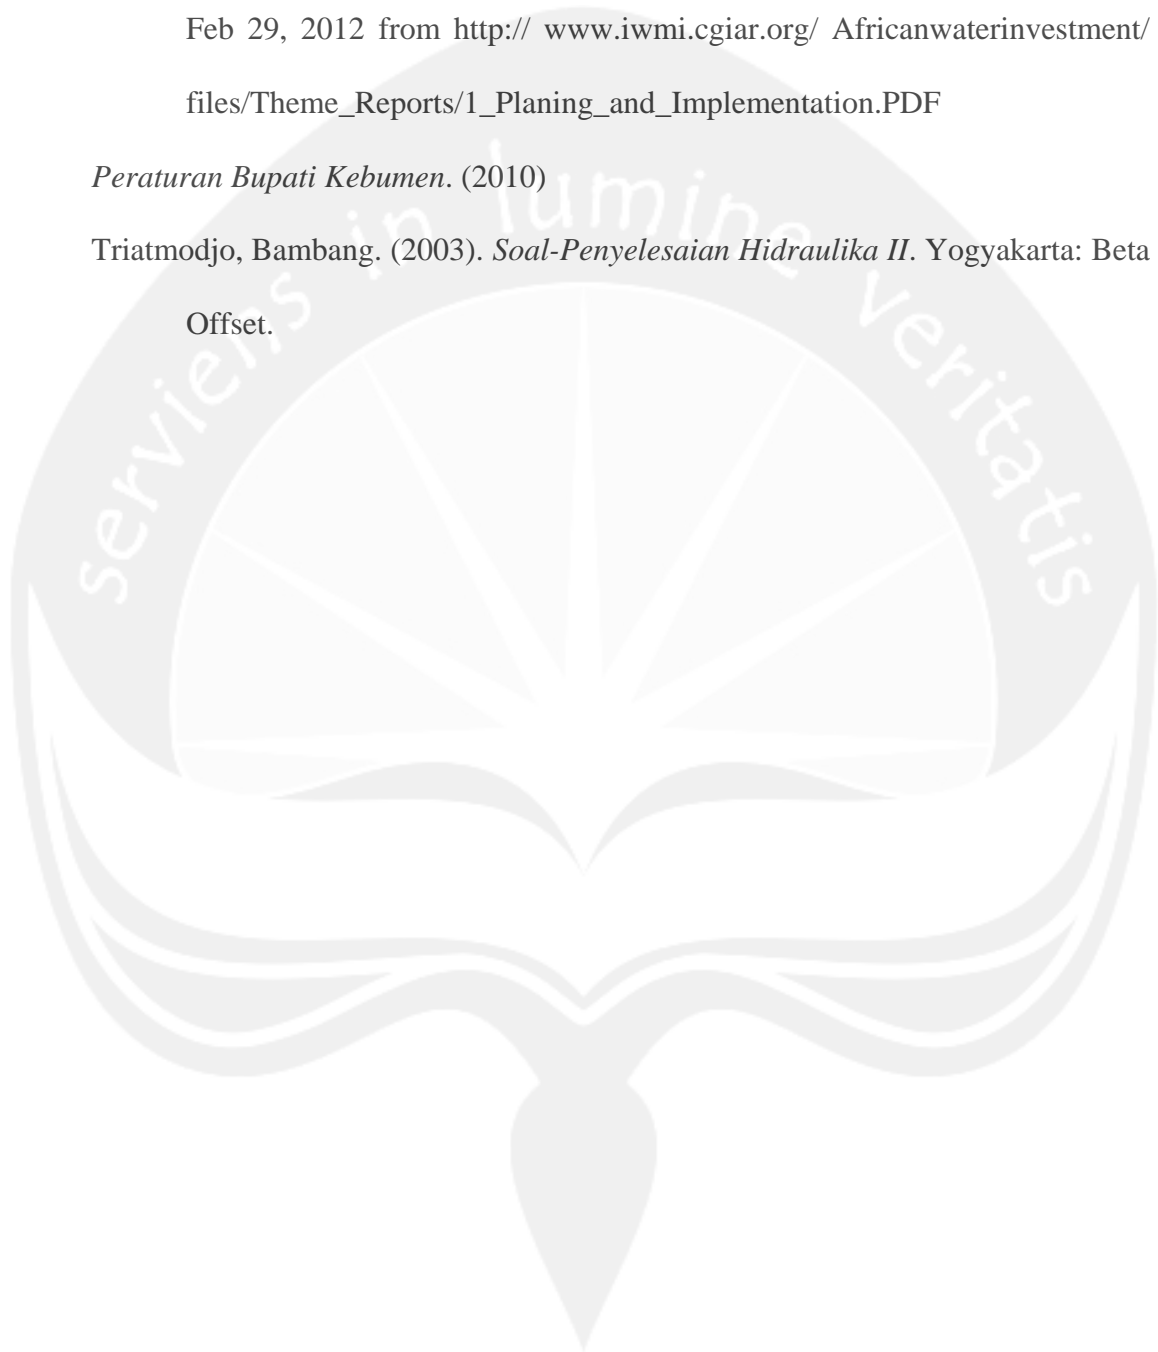 Feb 29, 2012 from http:// www.iwmi.cgiar.org/ Africanwaterinvestment/
files/Theme_Reports/1_Planing_and_Implementation.PDF
Peraturan Bupati Kebumen. (2010)
Triatmodjo, Bambang. (2003). Soal-Penyelesaian Hidraulika II. Yogyakarta: Beta
Offset.
serviens in lumine veritatis